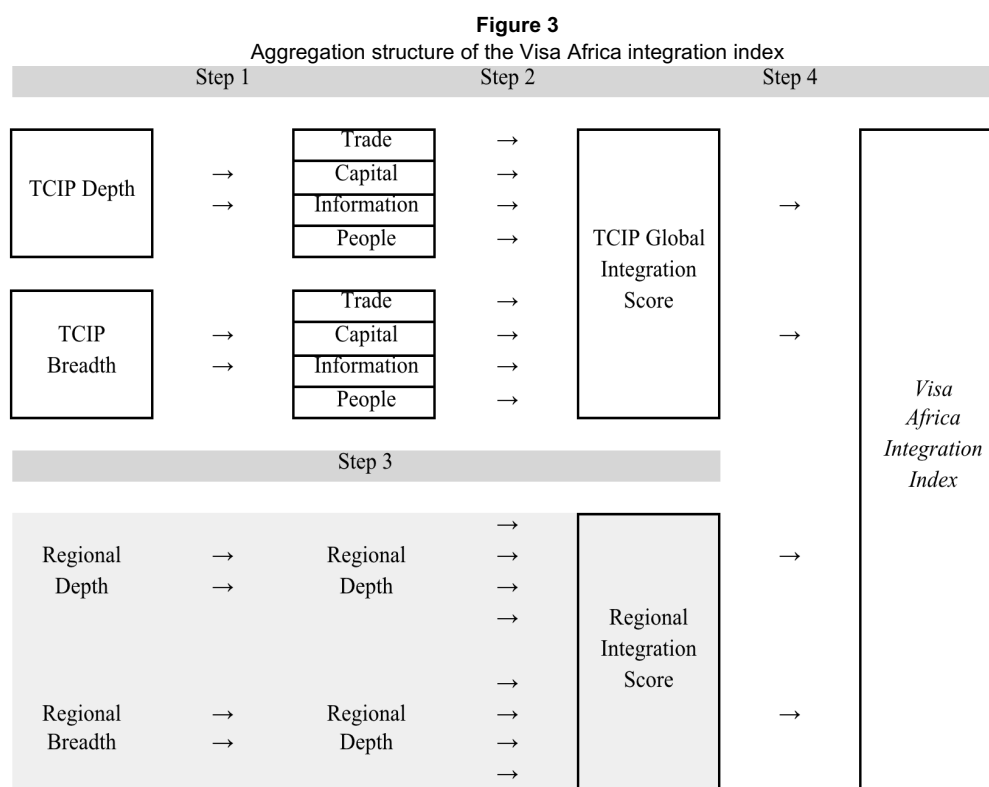 Figure 3
Aggregation structure of the Visa Africa integration index
Step 1 Step 2 Step 4
TCIP Depth
→
→
Trade
Capital
Information
People
→
→
→
→
TCIP Global
Integration
Score
→
→
TCIP
Breadth
→
→
Trade
Capital
Information
People
→
→
→
→
Visa
Africa
Integration
Index
Step 3
Regional
Depth
→
→
Regional
Depth
→
→
→
→
Regional
Integration
Score
→
→
Regional
Breadth
→
→
Regional
Depth
→
→
→
→